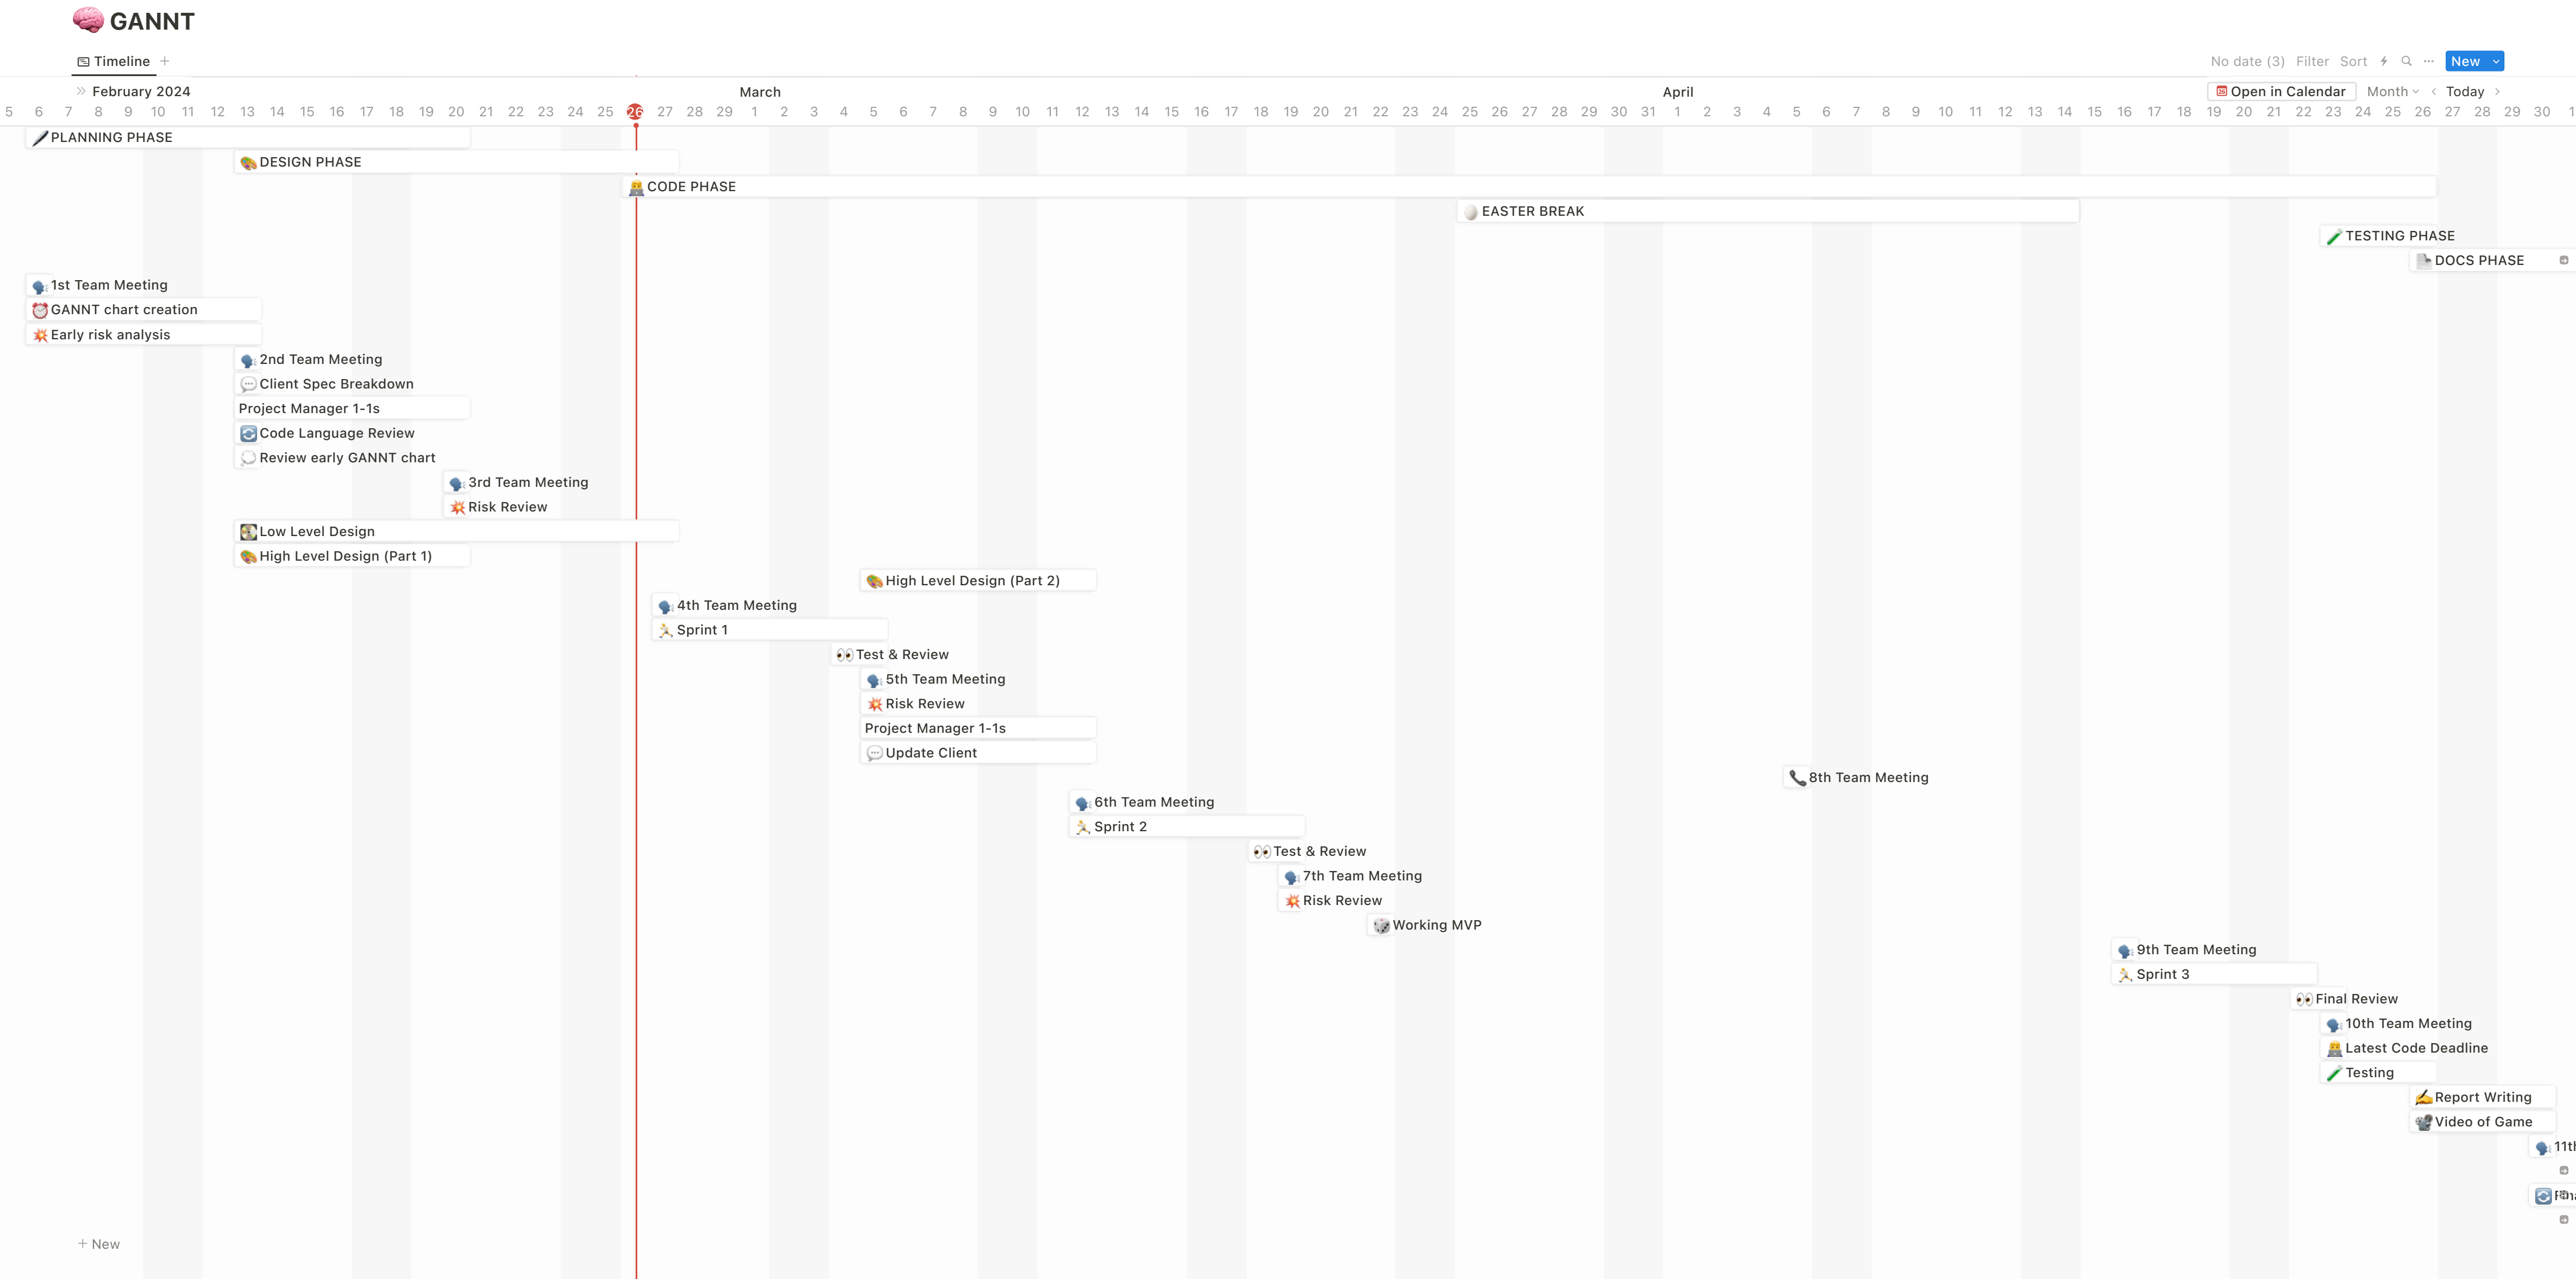 GANNT
Timeline
No date (3) Filter Sort New
February 2024 March April Open in Calendar Month Today
5 6 7 8 9 10 11 12 13 14 15 16 17 18 19 20 21 22 23 24 25 26 27 28 29 1 2 3 4 5 6 7 8 9 10 11 12 13 14 15 16 17 18 19 20 21 22 23 24 25 26 27 28 29 30 31 1 2 3 4 5 6 7 8 9 10 11 12 13 14 15 16 17 18 19 20 21 22 23 24 25 26 27 28 29 30 1
PLANNING PHASE
DESIGN PHASE
CODE PHASE
EASTER BREAK
TESTING PHASE
DOCS PHASE
1st Team Meeting
GANNT chart creation
Early risk analysis
2nd Team Meeting
Client Spec Breakdown
Project Manager 1-1s
Code Language Review
Review early GANNT chart
3rd Team Meeting
Risk Review
Low Level Design
High Level Design (Part 1)
High Level Design (Part 2)
4th Team Meeting
Sprint 1
Test & Review
5th Team Meeting
Risk Review
Project Manager 1-1s
Update Client
8th Team Meeting
6th Team Meeting
Sprint 2
Test & Review
7th Team Meeting
Risk Review
Working MVP
9th Team Meeting
Sprint 3
Final Review
10th Team Meeting
Latest Code Deadline
Testing
Report Writing
Video of Game
+ New